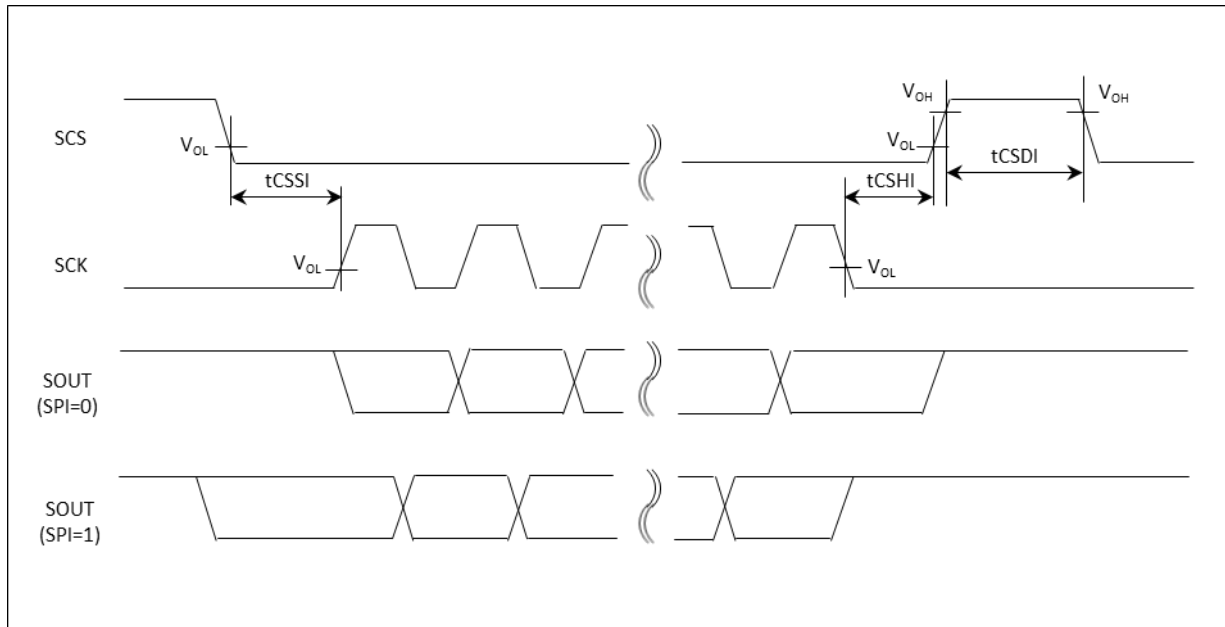 V_OH
V_OH
SCS
V_OL
V_OL
tCSDI
tCSSI
tCSHI
SCK
V_OL
V_OL
SOUT
(SPI=0)
SOUT
(SPI=1)